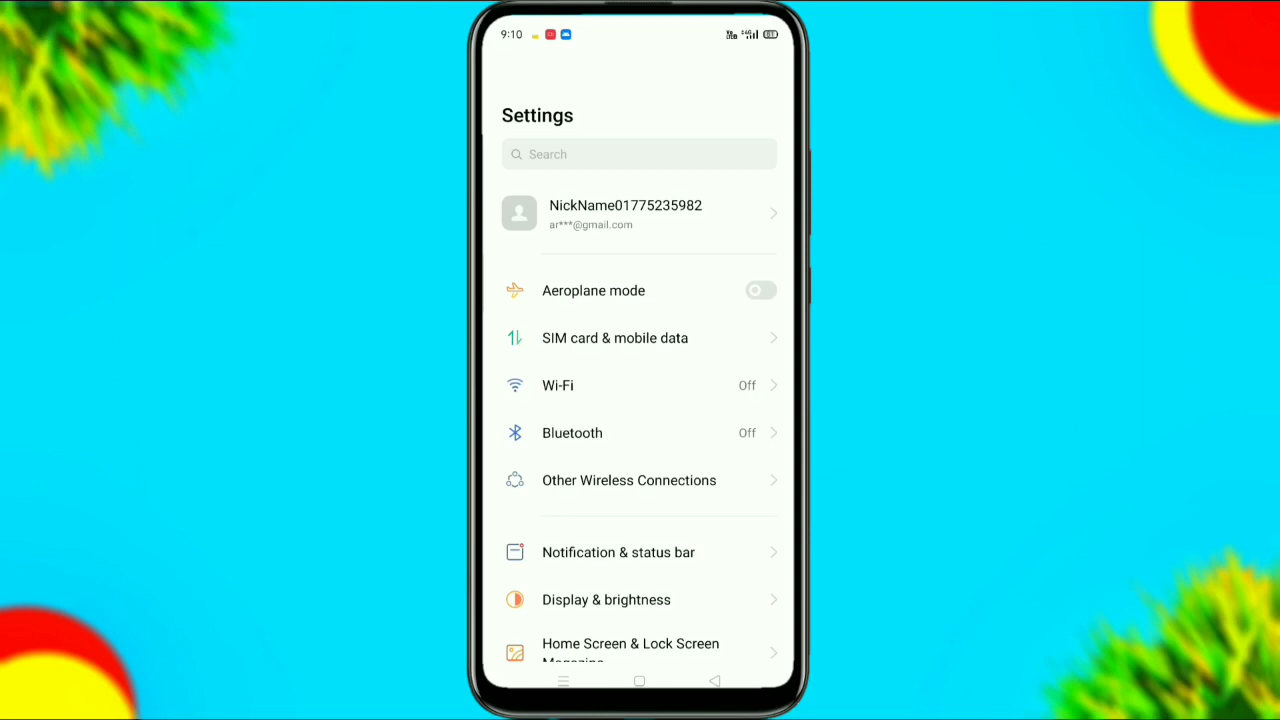 9:10
Settings
Search
NickName01775235982
ar***@gmail.com
Aeroplane mode
SIM card & mobile data
Wi-Fi Off
Bluetooth Off
Other Wireless Connections
Notification & status bar
Display & brightness
Home Screen & Lock Screen
Magazine